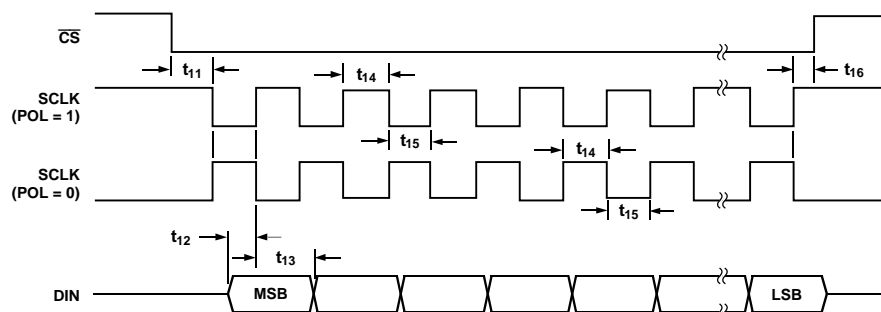 CS
t11
t14
t16
SCLK
(POL = 1)
t15
t14
SCLK
(POL = 0)
t15
t12
t13
DIN
MSB
LSB